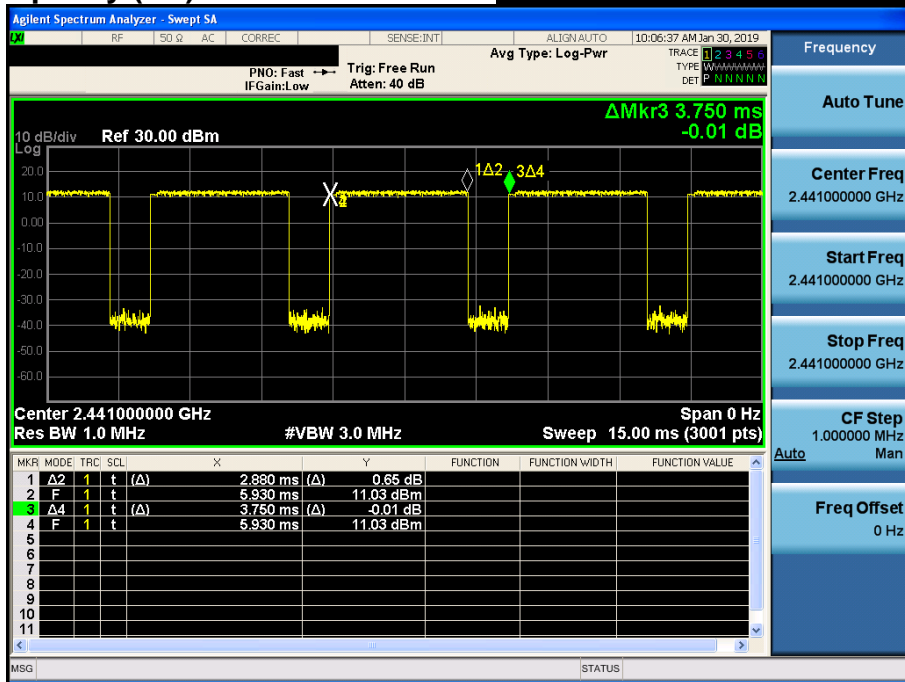 Agilent Spectrum Analyzer - Swept SA
LXI RF 50 Ω AC CORREC SENSE:INT ALIGN AUTO 10:06:37 AM Jan 30, 2019
Avg Type: Log-Pwr
TRACE 1 2 3 4 5 6
TYPE WWWWWW
DET P N N N N N
PNO: Fast
IFGain:Low
Trig: Free Run
Atten: 40 dB
ΔMkr3 3.750 ms
-0.01 dB
10 dB/div Ref 30.00 dBm
Log
20.0
10.0
0.00
-10.0
-20.0
-30.0
-40.0
-50.0
-60.0
1Δ2 3Δ4
X
Center 2.441000000 GHz Span 0 Hz
Res BW 1.0 MHz #VBW 3.0 MHz Sweep 15.00 ms (3001 pts)
MKR MODE TRC SCL X Y FUNCTION FUNCTION WIDTH FUNCTION VALUE
1 Δ2 1 t (Δ) 2.880 ms (Δ) 0.65 dB
2 F 1 t 5.930 ms 11.03 dBm
3 Δ4 1 t (Δ) 3.750 ms (Δ) -0.01 dB
4 F 1 t 5.930 ms 11.03 dBm
5
6
7
8
9
10
11
MSG STATUS
Frequency
Auto Tune
Center Freq
2.441000000 GHz
Start Freq
2.441000000 GHz
Stop Freq
2.441000000 GHz
CF Step
1.000000 MHz
Auto Man
Freq Offset
0 Hz